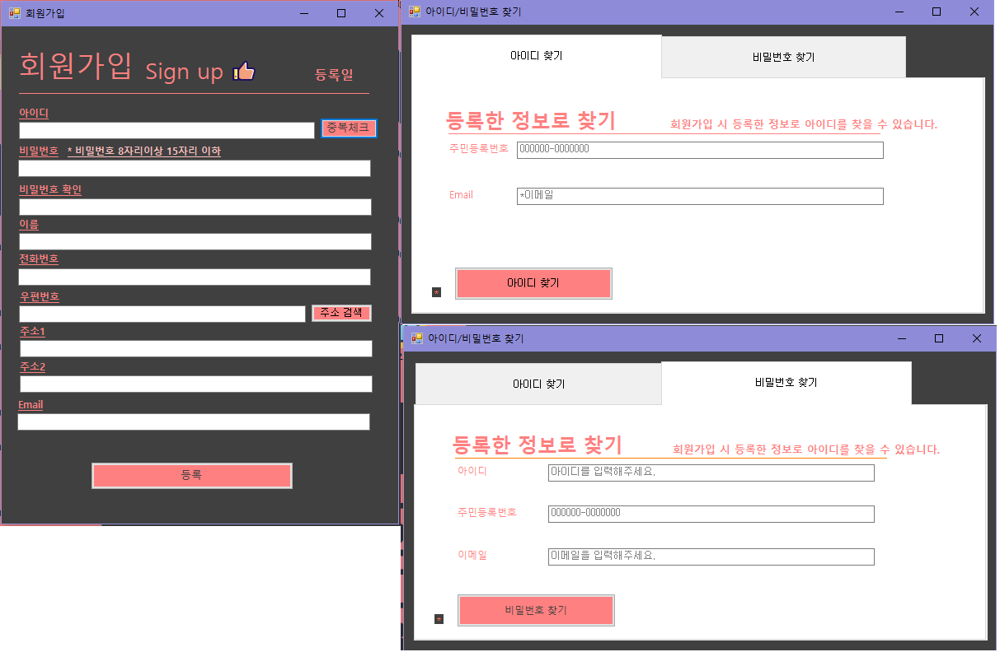 회원가입
회원가입 Sign up 등록일
아이디
중복체크
비밀번호 * 비밀번호 8자리이상 15자리 이하
비밀번호 확인
이름
전화번호
우편번호
주소 검색
주소1
주소2
Email
등록
아이디/비밀번호 찾기
아이디 찾기 비밀번호 찾기
등록한 정보로 찾기 회원가입 시 등록한 정보로 아이디를 찾을 수 있습니다.
주민등록번호 000000-0000000
Email *이메일
* 아이디 찾기
아이디/비밀번호 찾기
아이디 찾기 비밀번호 찾기
등록한 정보로 찾기 회원가입 시 등록한 정보로 아이디를 찾을 수 있습니다.
아이디 아이디를 입력해주세요.
주민등록번호 000000-0000000
이메일 이메일을 입력해주세요.
* 비밀번호 찾기